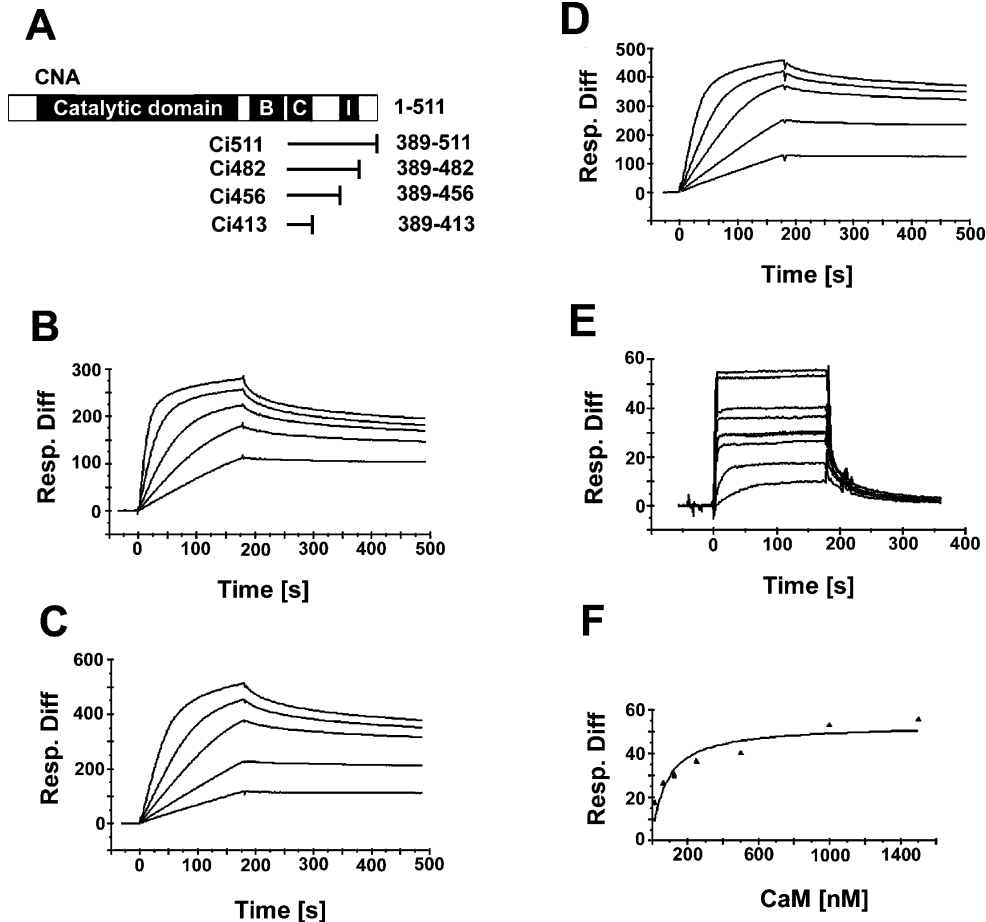 A
CNA
Catalytic domain B C I 1-511
Ci511 389-511
Ci482 389-482
Ci456 389-456
Ci413 389-413
B
Resp. Diff
300
200
100
0
0 100 200 300 400 500
Time [s]
C
Resp. Diff
600
400
200
0
0 100 200 300 400 500
Time [s]
D
Resp. Diff
500
400
300
200
100
0
0 100 200 300 400 500
Time [s]
E
Resp. Diff
60
40
20
0
0 100 200 300 400
Time [s]
F
Resp. Diff
60
40
20
0
200 600 1000 1400
CaM [nM]